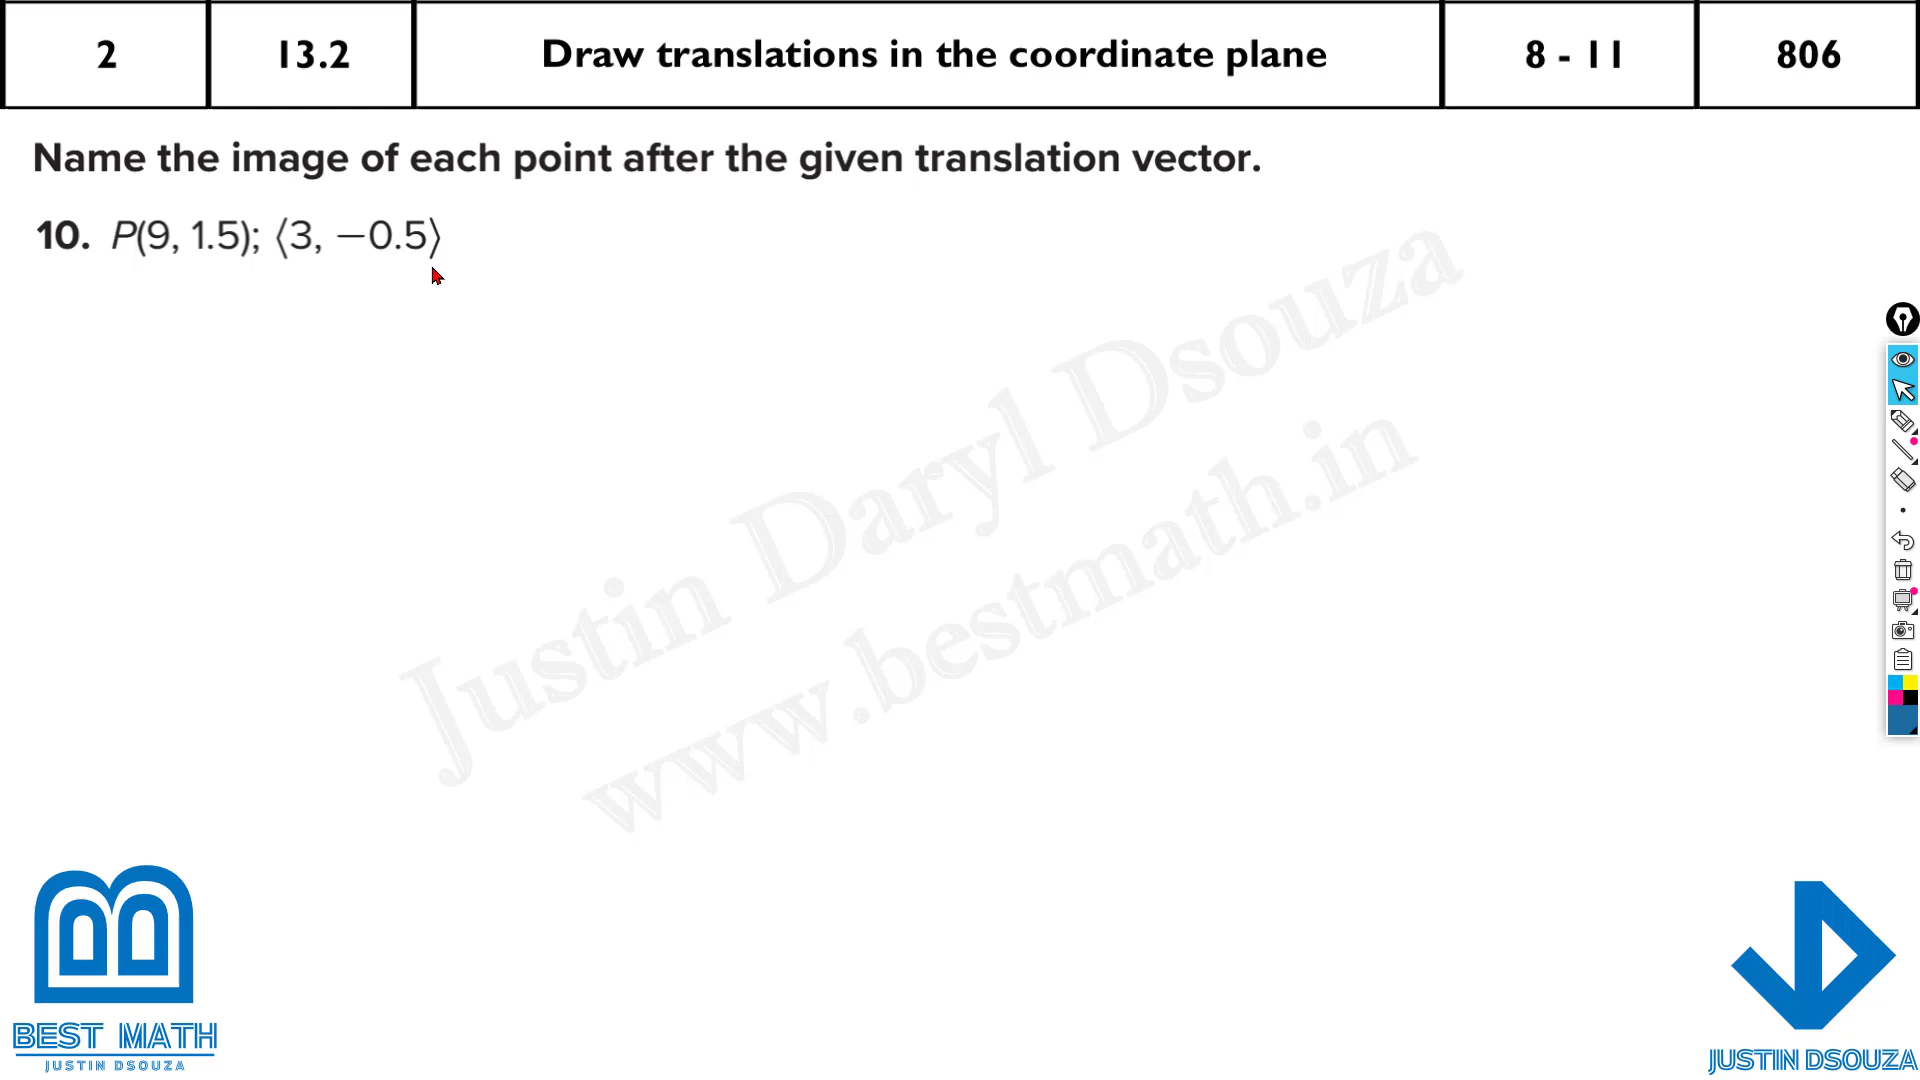 2 13.2 Draw translations in the coordinate plane 8 - 11 806
Name the image of each point after the given translation vector.
10. P(9, 1.5); ⟨3, −0.5⟩
Justin Daryl Dsouza
www.bestmath.in
BEST MATH
JUSTIN DSOUZA
JUSTIN DSOUZA